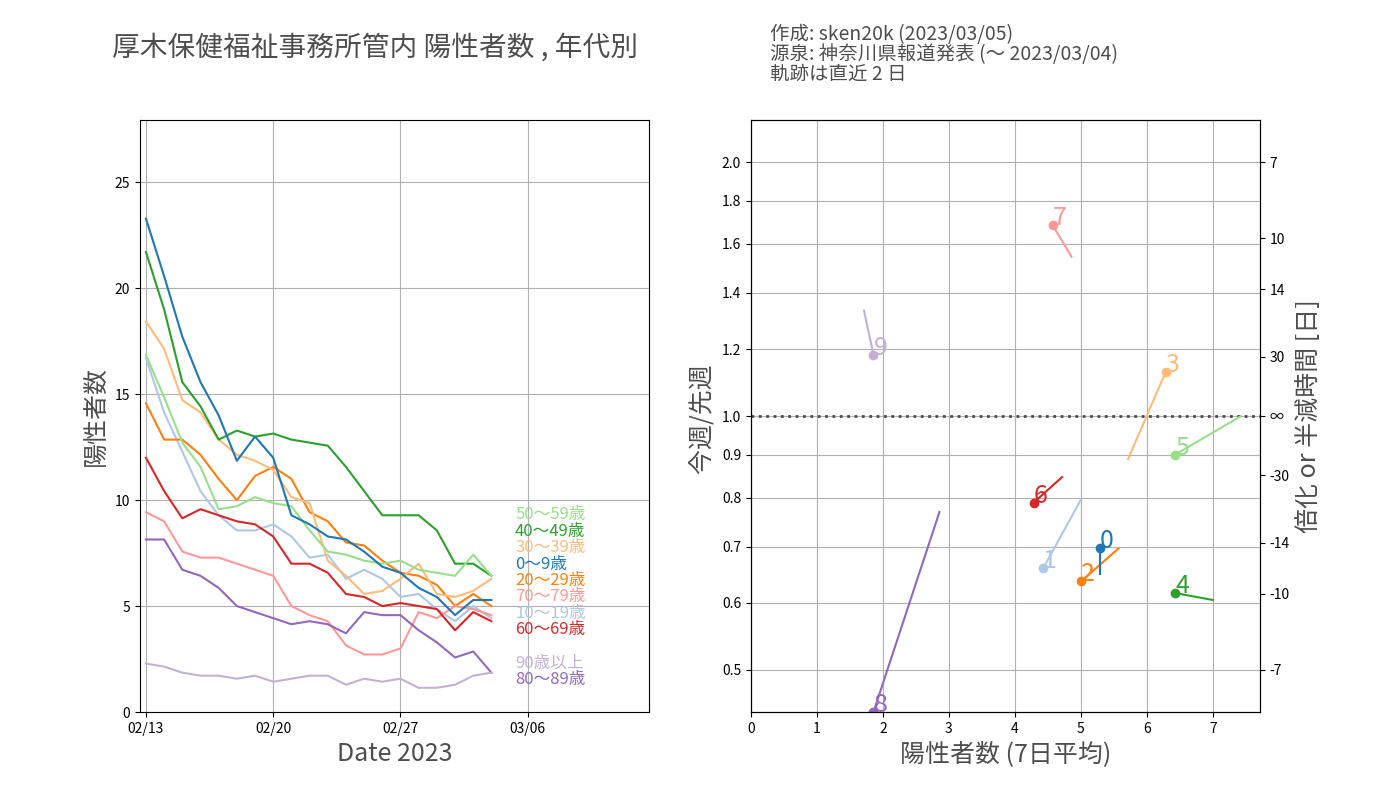 厚木保健福祉事務所管内 陽性者数 , 年代別
作成: sken20k (2023/03/05)
源泉: 神奈川県報道発表 (～ 2023/03/04)
軌跡は直近 2 日
陽性者数
25
20
15
10
5
0
02/13
02/20
02/27
03/06
Date 2023
50～59歳
40～49歳
30～39歳
0～9歳
20～29歳
70～79歳
10～19歳
60～69歳
90歳以上
80～89歳
今週/先週
2.0
1.8
1.6
1.4
1.2
1.0
0.9
0.8
0.7
0.6
0.5
0
1
2
3
4
5
6
7
陽性者数 (7日平均)
7
10
14
30
∞
-30
-14
-10
-7
倍化 or 半減時間 [日]
7
9
3
5
6
0
1
2
4
8